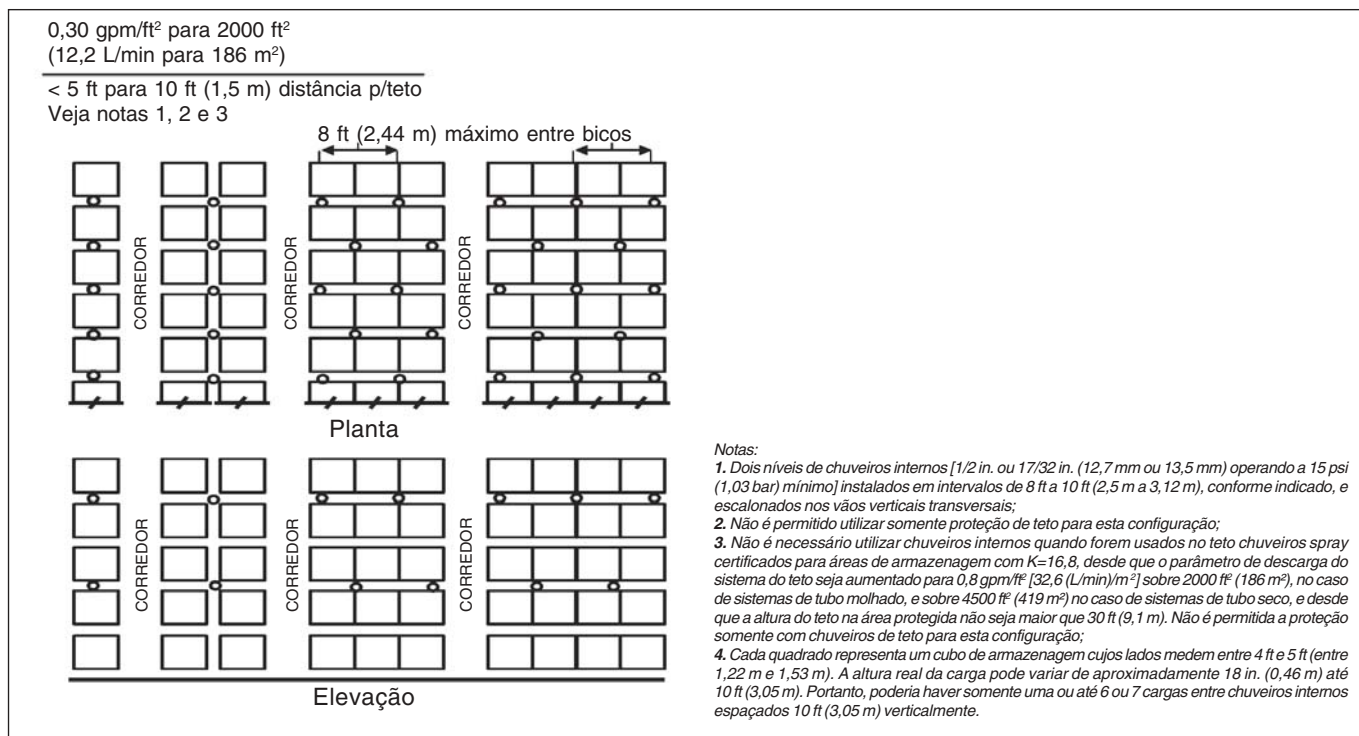 0,30 gpm/ft² para 2000 ft²
(12,2 L/min para 186 m²)
< 5 ft para 10 ft (1,5 m) distância p/teto
Veja notas 1, 2 e 3
8 ft (2,44 m) máximo entre bicos
CORREDOR
CORREDOR
CORREDOR
Planta
CORREDOR
CORREDOR
CORREDOR
Elevação
Notas:
1. Dois níveis de chuveiros internos [1/2 in. ou 17/32 in. (12,7 mm ou 13,5 mm) operando a 15 psi
(1,03 bar) mínimo] instalados em intervalos de 8 ft a 10 ft (2,5 m a 3,12 m), conforme indicado, e
escalonados nos vãos verticais transversais;
2. Não é permitido utilizar somente proteção de teto para esta configuração;
3. Não é necessário utilizar chuveiros internos quando forem usados no teto chuveiros spray
certificados para áreas de armazenagem com K=16,8, desde que o parâmetro de descarga do
sistema do teto seja aumentado para 0,8 gpm/ft² [32,6 (L/min)/m²] sobre 2000 ft² (186 m²), no caso
de sistemas de tubo molhado, e sobre 4500 ft² (419 m²) no caso de sistemas de tubo seco, e desde
que a altura do teto na área protegida não seja maior que 30 ft (9,1 m). Não é permitida a proteção
somente com chuveiros de teto para esta configuração;
4. Cada quadrado representa um cubo de armazenagem cujos lados medem entre 4 ft e 5 ft (entre
1,22 m e 1,53 m). A altura real da carga pode variar de aproximadamente 18 in. (0,46 m) até
10 ft (3,05 m). Portanto, poderia haver somente uma ou até 6 ou 7 cargas entre chuveiros internos
espaçados 10 ft (3,05 m) verticalmente.